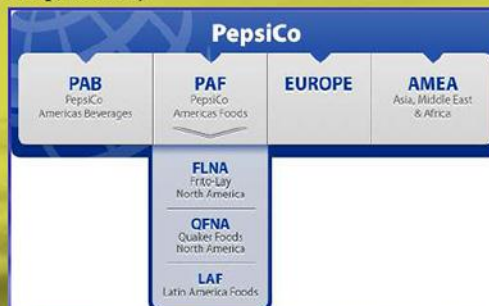 PepsiCo
PAB
PepsiCo
Americas Beverages
PAF
PepsiCo
Americas Foods
EUROPE
AMEA
Asia, Middle East
& Africa
FLNA
Frito-Lay
North America
QFNA
Quaker Foods
North America
LAF
Latin America Foods